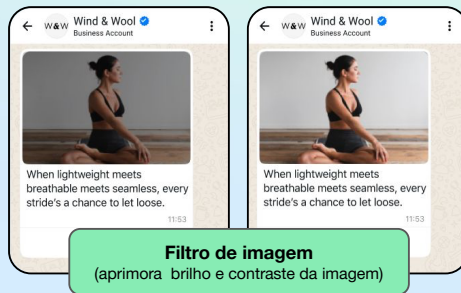 W&W Wind & Wool
Business Account
When lightweight meets
breathable meets seamless, every
stride's a chance to let loose.
11:53
W&W Wind & Wool
Business Account
When lightweight meets
breathable meets seamless, every
stride's a chance to let loose.
11:53
Filtro de imagem
(aprimora brilho e contraste da imagem)